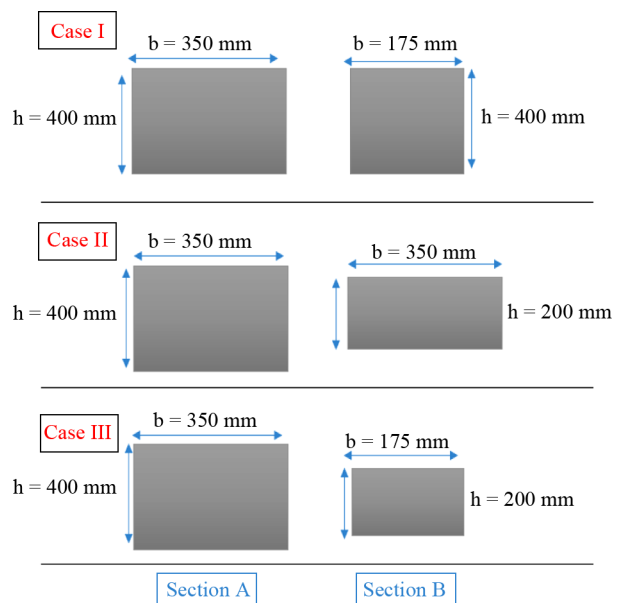 Case I
b = 350 mm
b = 175 mm
h = 400 mm
h = 400 mm
Case II
b = 350 mm
b = 350 mm
h = 400 mm
h = 200 mm
Case III
b = 350 mm
b = 175 mm
h = 400 mm
h = 200 mm
Section A
Section B